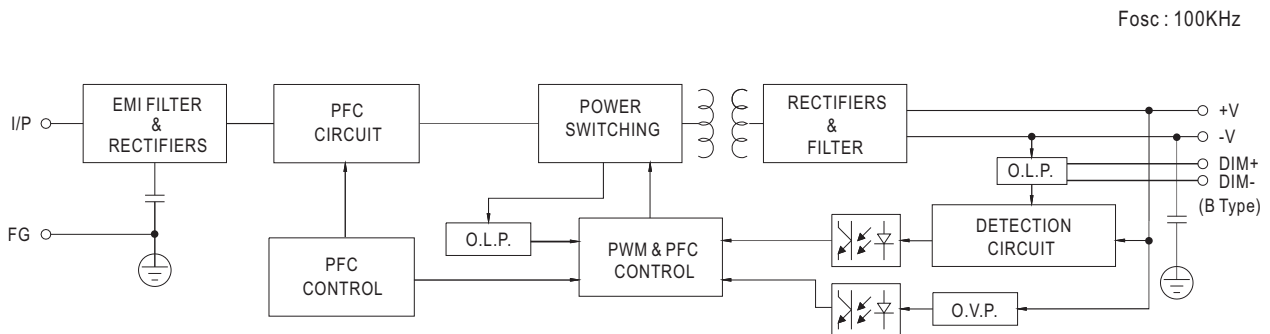 Fosc : 100KHz
I/P
EMI FILTER
&
RECTIFIERS
PFC
CIRCUIT
POWER
SWITCHING
RECTIFIERS
&
FILTER
+V
-V
O.L.P.
DIM+
DIM-
(B Type)
FG
O.L.P.
PFC
CONTROL
PWM & PFC
CONTROL
DETECTION
CIRCUIT
O.V.P.